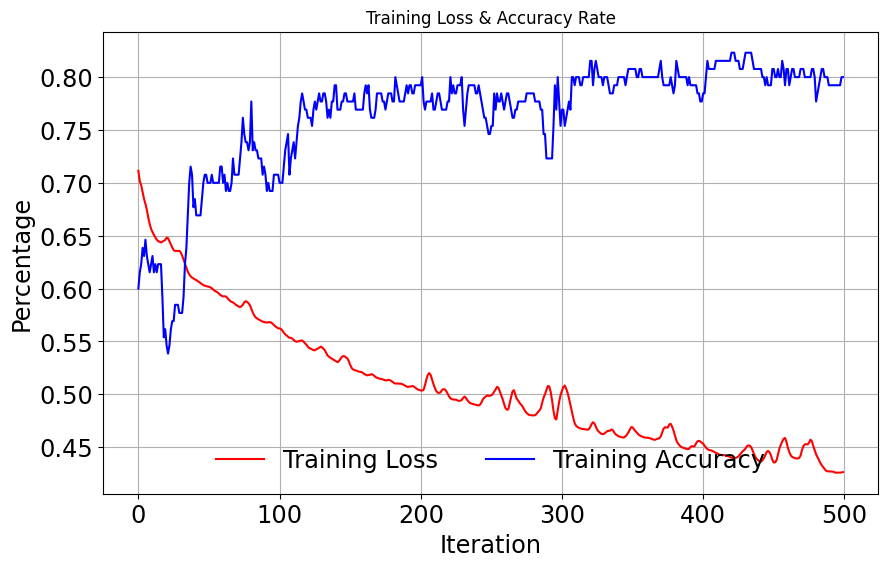 Training Loss & Accuracy Rate
0.80
0.75
0.70
0.65
0.60
0.55
0.50
0.45
Percentage
Training Loss
Training Accuracy
0 100 200 300 400 500
Iteration